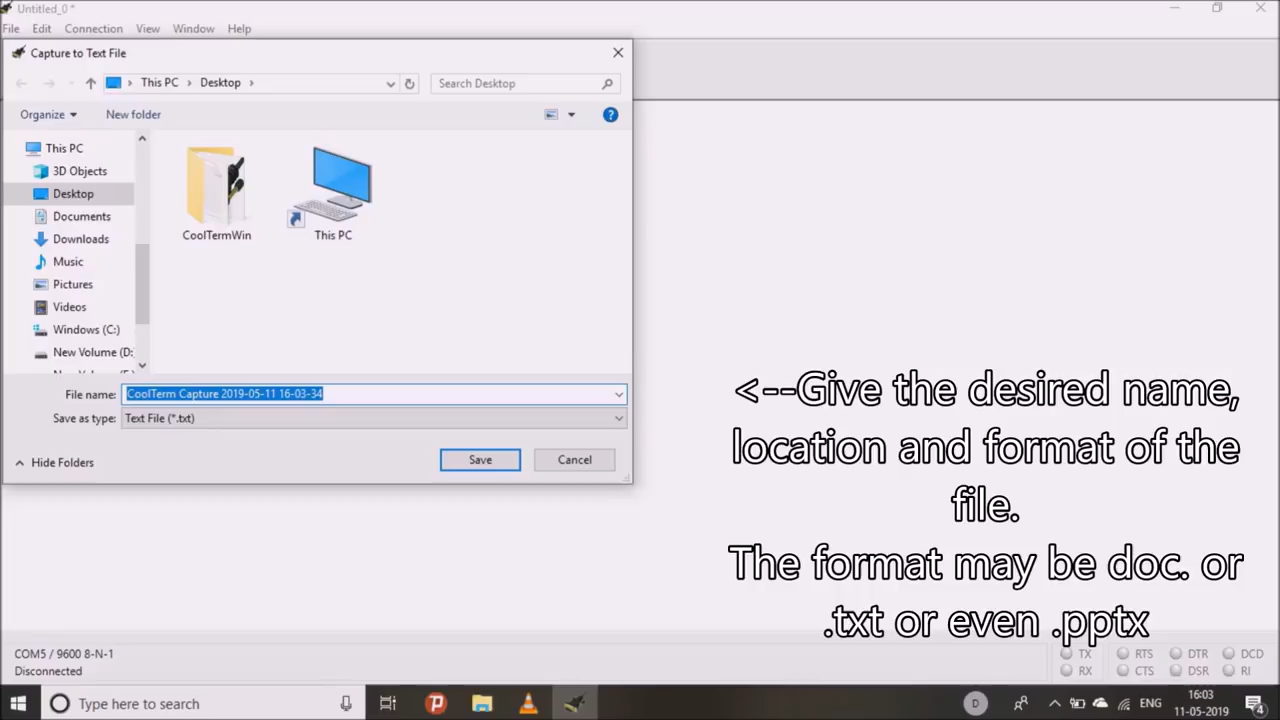 Untitled_0 *
File Edit Connection View Window Help
Capture to Text File
This PC > Desktop >
Search Desktop
Organize
New folder
This PC
3D Objects
Desktop
Documents
Downloads
Music
Pictures
Videos
Windows (C:)
New Volume (D:
CoolTermWin
This PC
File name: CoolTerm Capture 2019-05-11 16-03-34
Save as type: Text File (*.txt)
Hide Folders
Save
Cancel
<--Give the desired name,
location and format of the
file.
The format may be doc. or
.txt or even .pptx
COM5 / 9600 8-N-1
Disconnected
TX RTS DTR DCD
RX CTS DSR RI
Type here to search
D
ENG
16:03
11-05-2019
4